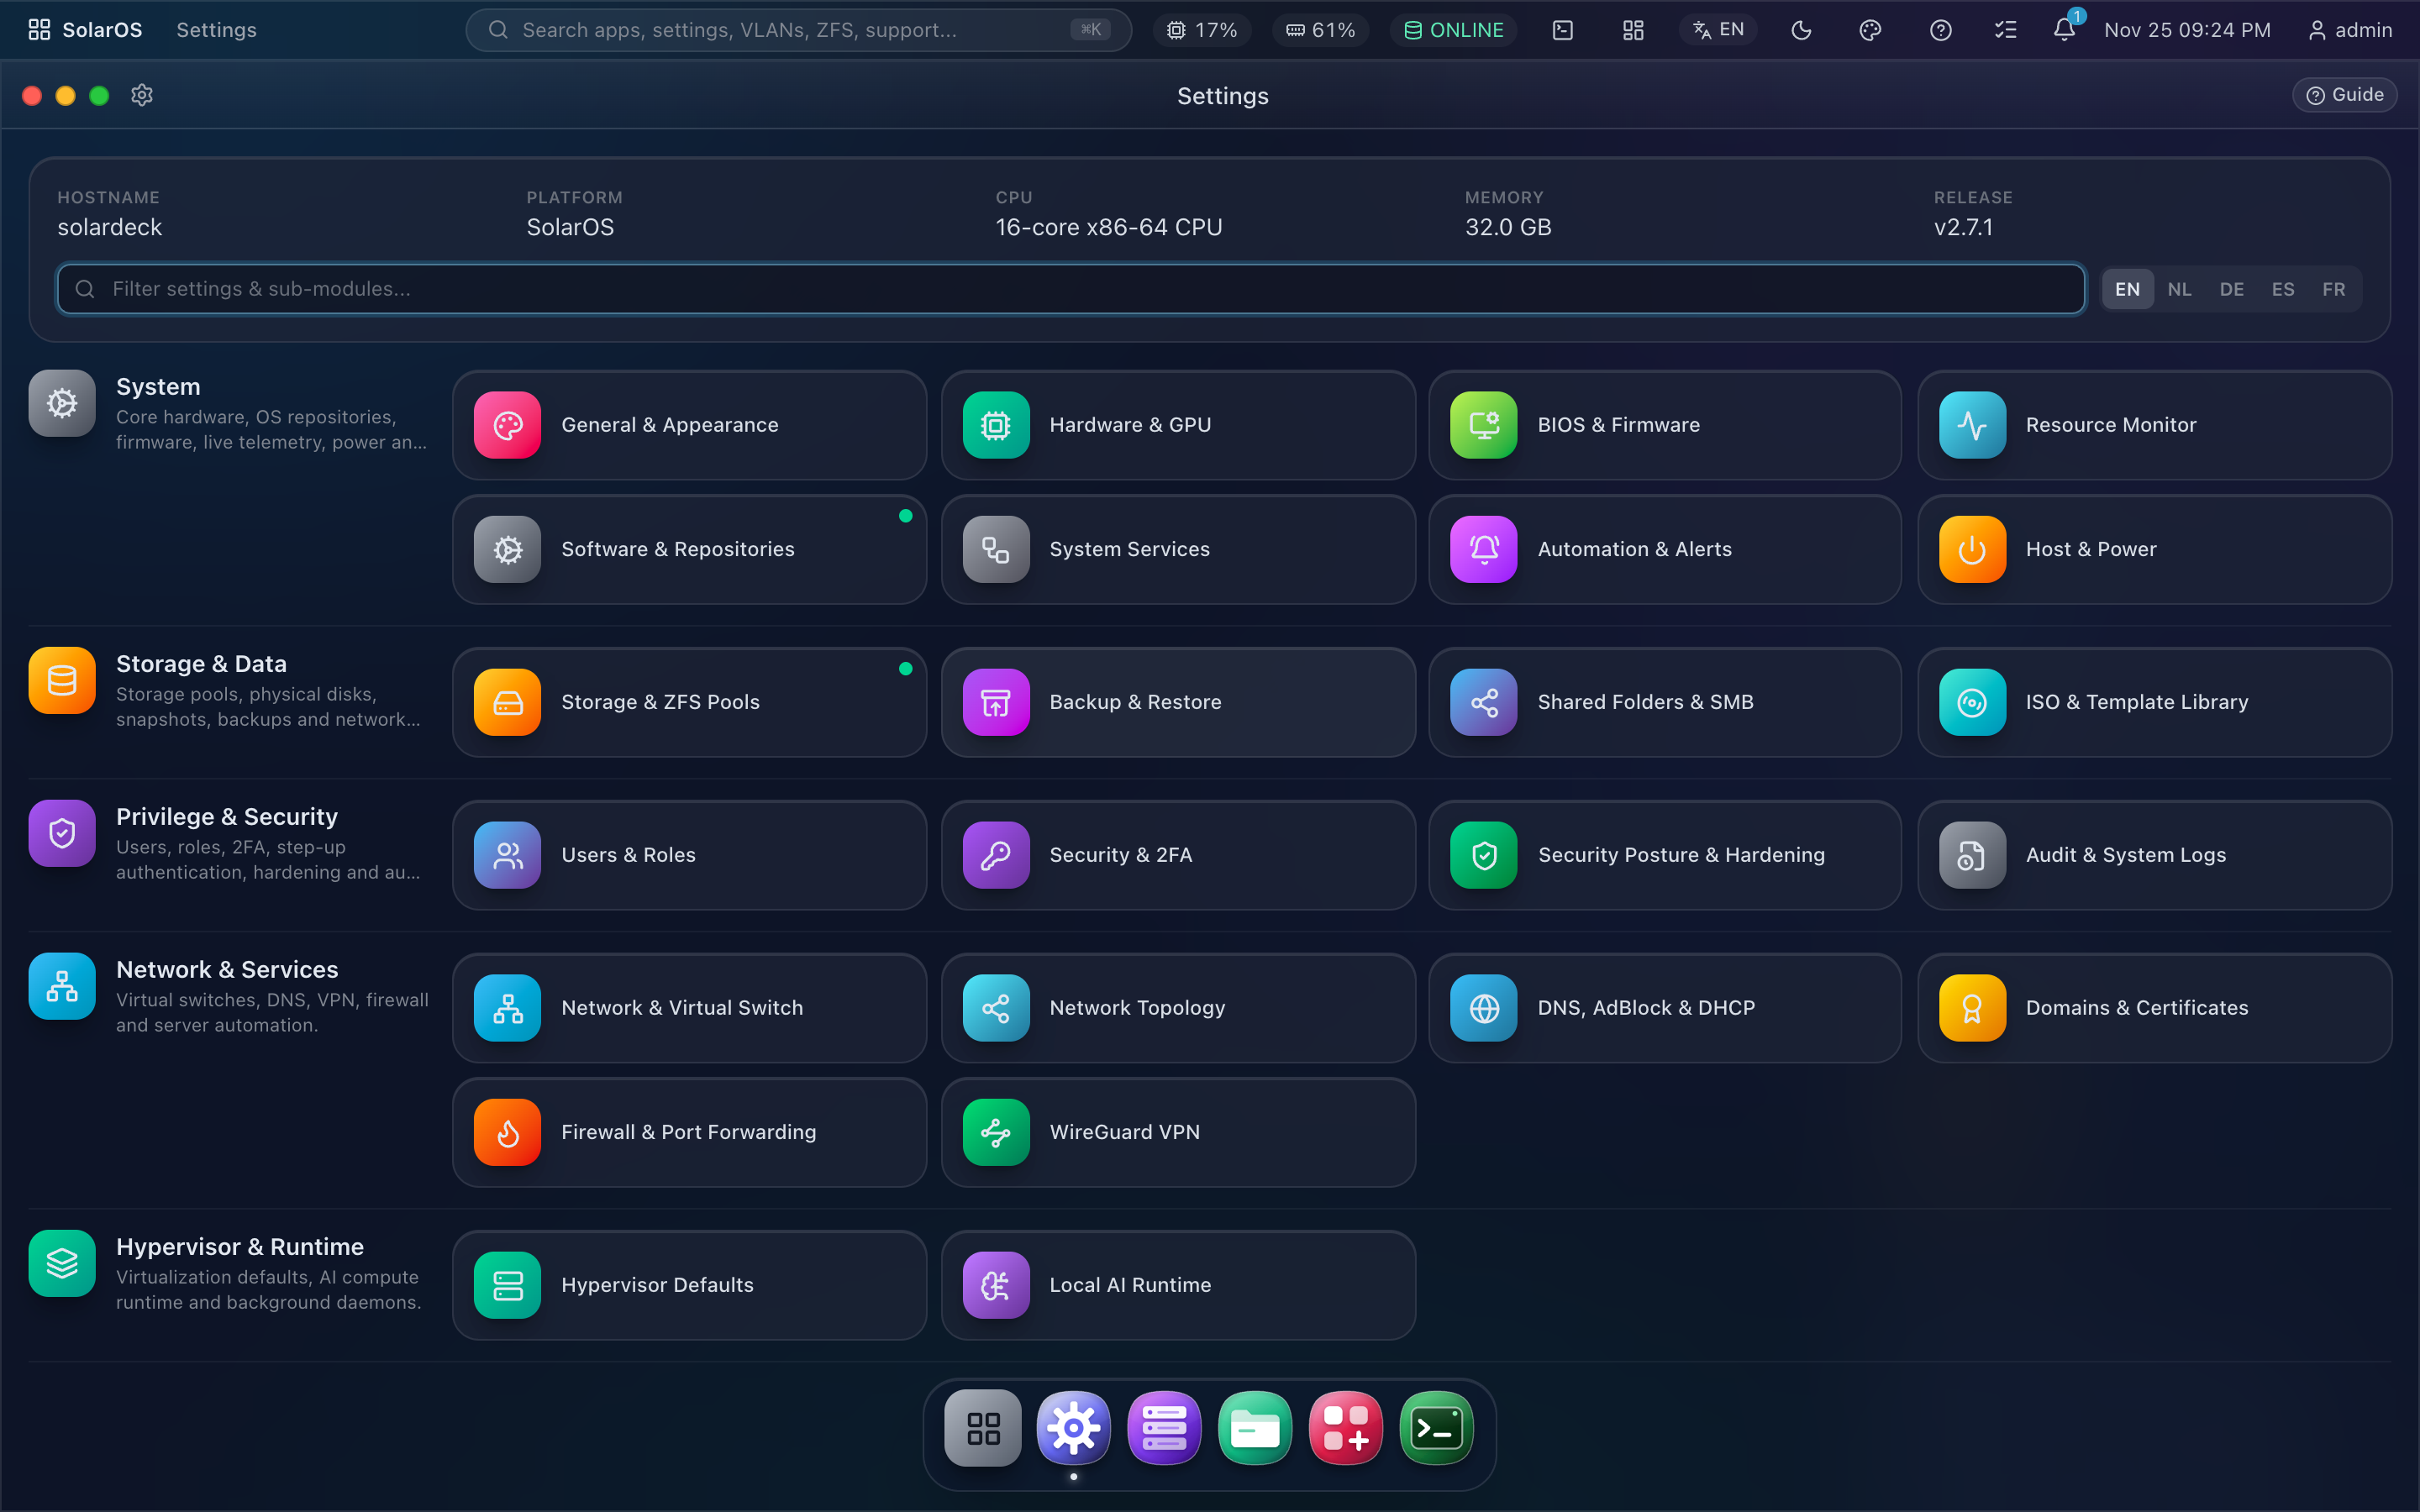 SolarOS Settings Search apps, settings, VLANs, ZFS, support... ⌘K 17% 61% ONLINE EN 1 Nov 25 09:24 PM admin
Settings Guide
HOSTNAME PLATFORM CPU MEMORY RELEASE
solardeck SolarOS 16-core x86-64 CPU 32.0 GB v2.7.1
Filter settings & sub-modules... EN NL DE ES FR
System
Core hardware, OS repositories,
firmware, live telemetry, power an...
General & Appearance Hardware & GPU BIOS & Firmware Resource Monitor
Software & Repositories System Services Automation & Alerts Host & Power
Storage & Data
Storage pools, physical disks,
snapshots, backups and network...
Storage & ZFS Pools Backup & Restore Shared Folders & SMB ISO & Template Library
Privilege & Security
Users, roles, 2FA, step-up
authentication, hardening and au...
Users & Roles Security & 2FA Security Posture & Hardening Audit & System Logs
Network & Services
Virtual switches, DNS, VPN, firewall
and server automation.
Network & Virtual Switch Network Topology DNS, AdBlock & DHCP Domains & Certificates
Firewall & Port Forwarding WireGuard VPN
Hypervisor & Runtime
Virtualization defaults, AI compute
runtime and background daemons.
Hypervisor Defaults Local AI Runtime